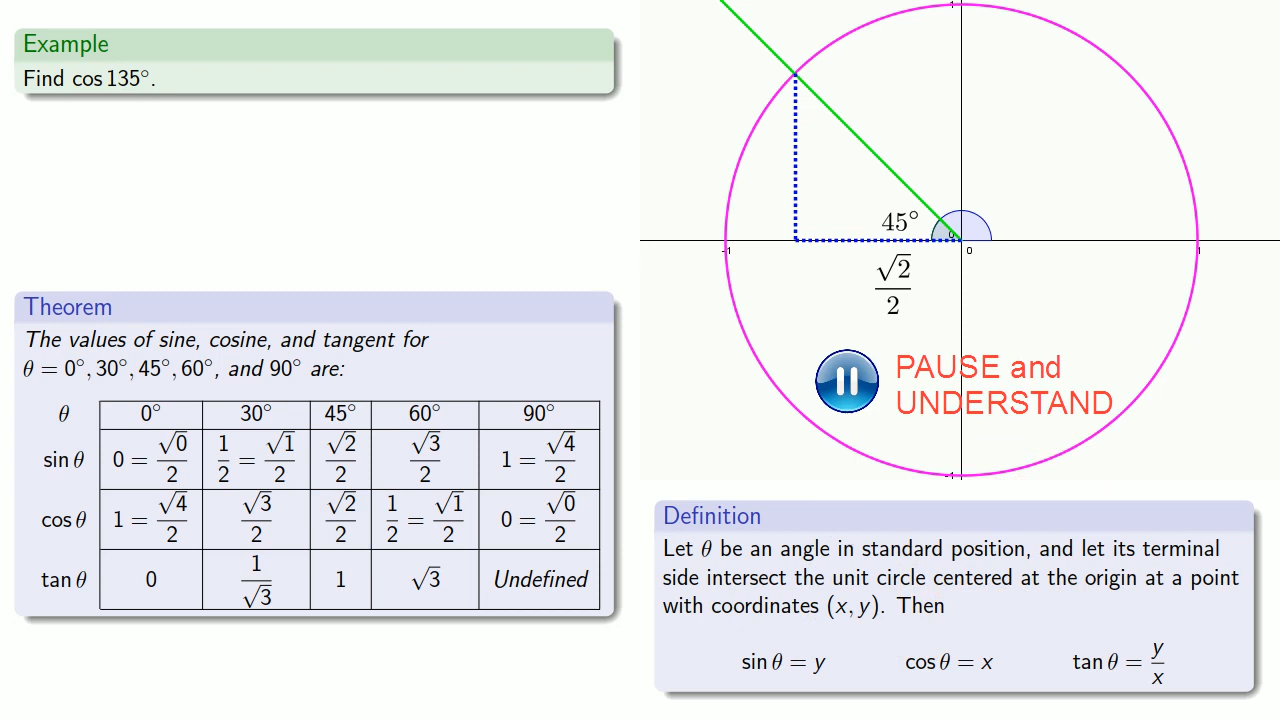 Example
Find cos 135°.
Theorem
The values of sine, cosine, and tangent for
θ = 0°, 30°, 45°, 60°, and 90° are:
θ 0° 30° 45° 60° 90°
sin θ 0 = √0/2 1/2 = √1/2 √2/2 √3/2 1 = √4/2
cos θ 1 = √4/2 √3/2 √2/2 1/2 = √1/2 0 = √0/2
tan θ 0 1/√3 1 √3 Undefined
1
45°
0
-1 0 1
√2/2
PAUSE and
UNDERSTAND
-1
Definition
Let θ be an angle in standard position, and let its terminal
side intersect the unit circle centered at the origin at a point
with coordinates (x, y). Then
sin θ = y cos θ = x tan θ = y/x